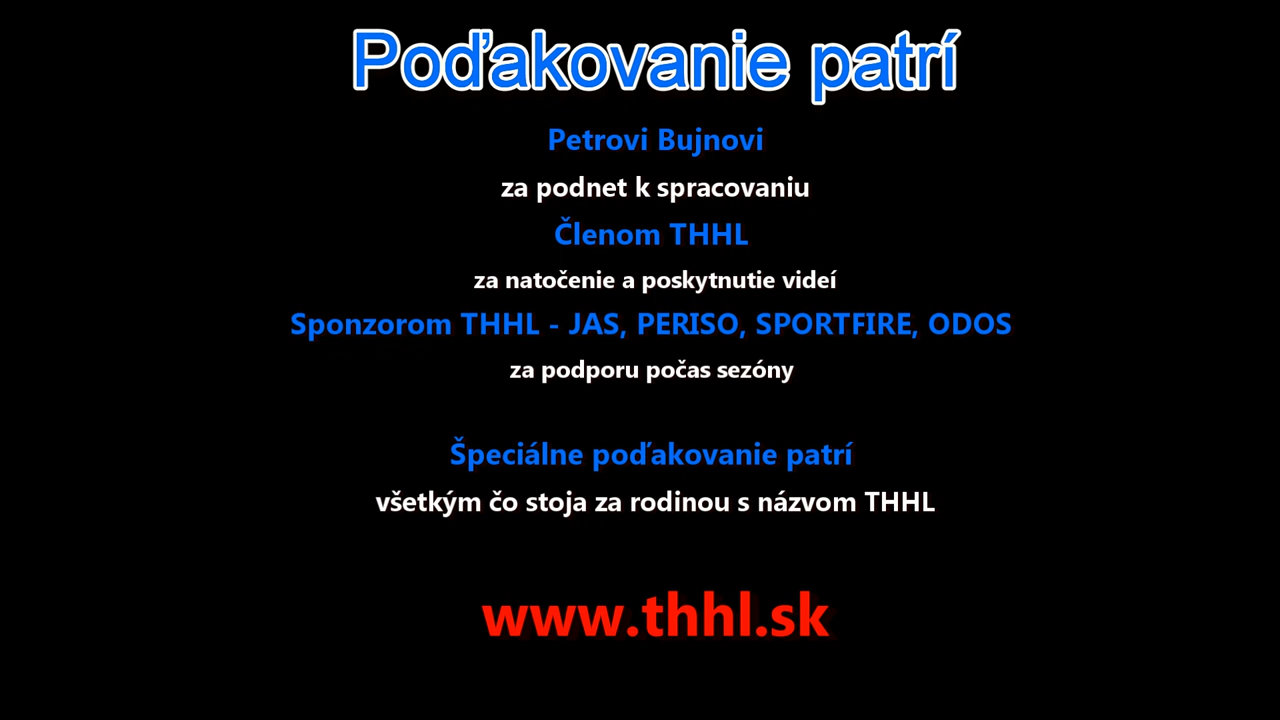 Poďakovanie patrí
Petrovi Bujnovi
za podnet k spracovaniu
Členom THHL
za natočenie a poskytnutie videí
Sponzorom THHL - JAS, PERISO, SPORTFIRE, ODOS
za podporu počas sezóny
Špeciálne poďakovanie patrí
všetkým čo stoja za rodinou s názvom THHL
www.thhl.sk